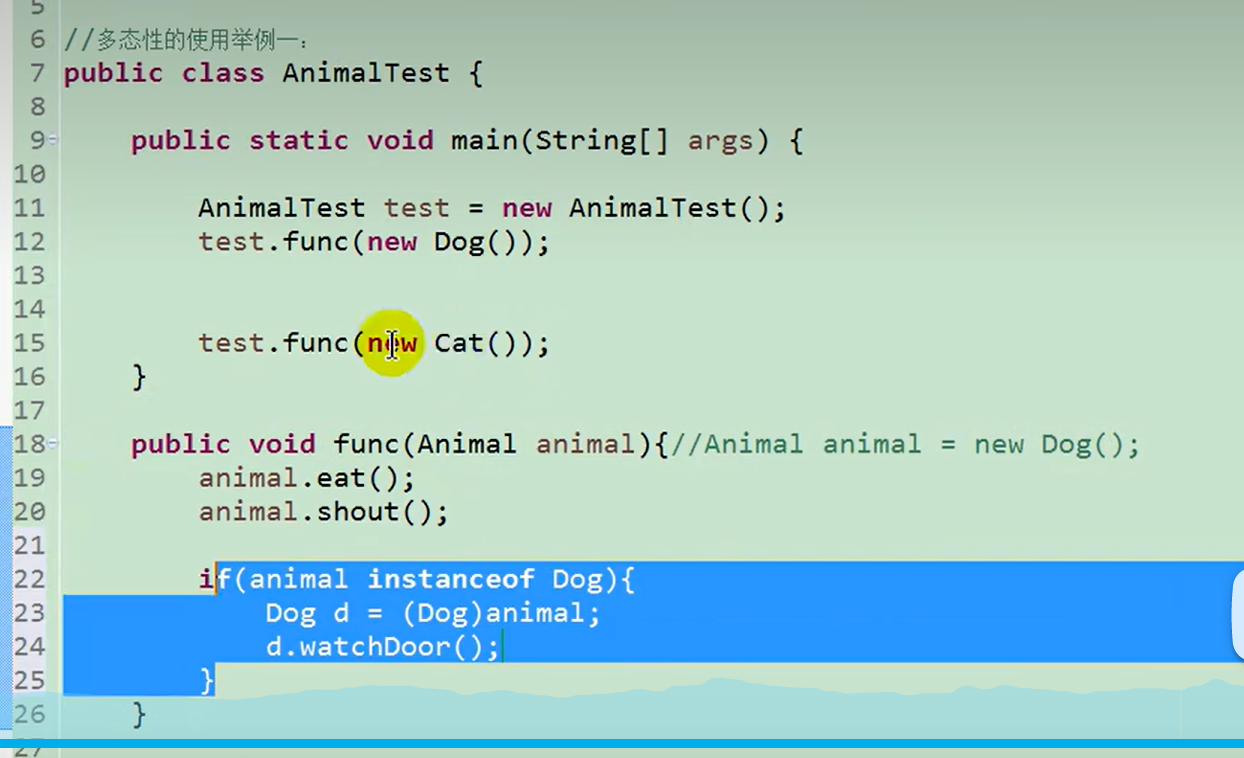 5
6 //多态性的使用举例一:
7 public class AnimalTest {
8
9 public static void main(String[] args) {
10
11 AnimalTest test = new AnimalTest();
12 test.func(new Dog());
13
14
15 test.func(new Cat());
16 }
17
18 public void func(Animal animal){//Animal animal = new Dog();
19 animal.eat();
20 animal.shout();
21
22 if(animal instanceof Dog){
23 Dog d = (Dog)animal;
24 d.watchDoor();
25 }
26 }
27